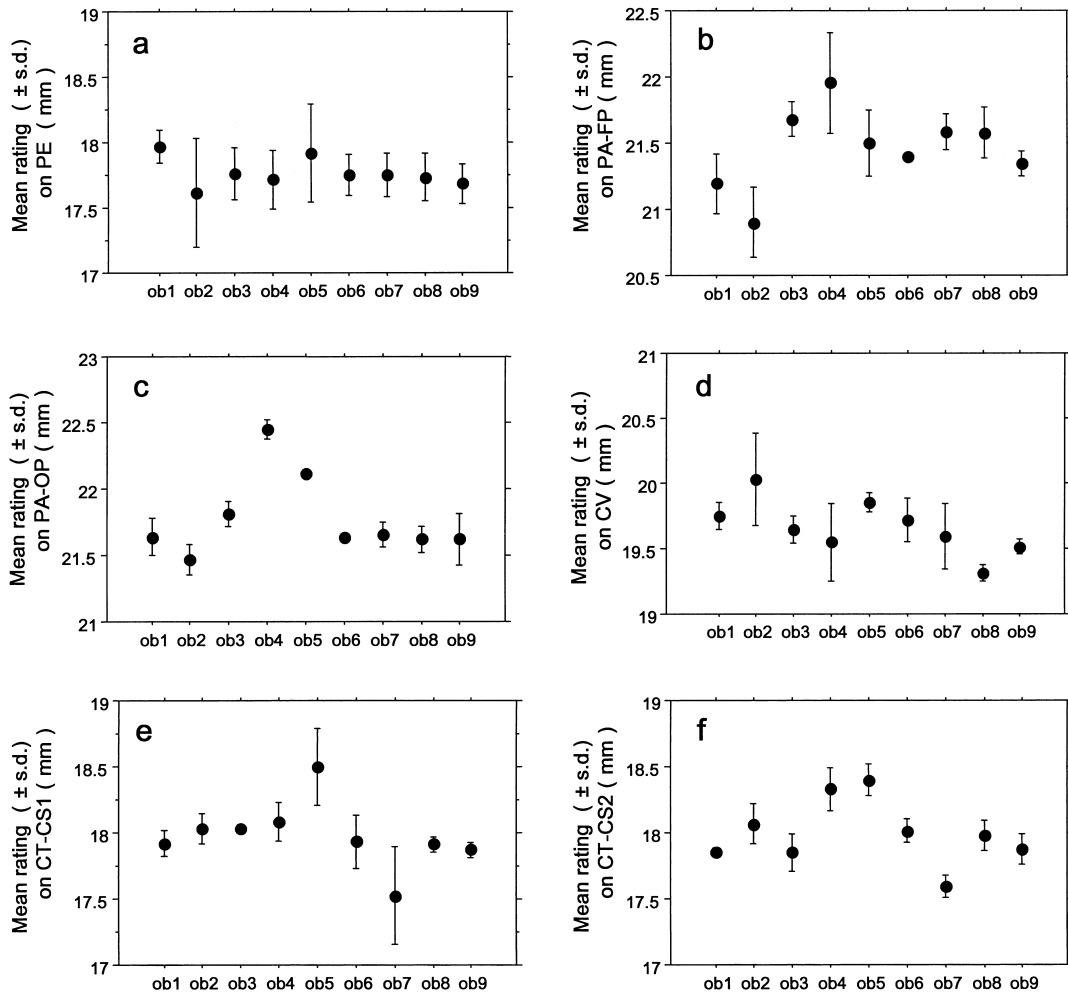 a
Mean rating ( ± s.d.)
on PE ( mm )
19
18.5
18
17.5
17
ob1 ob2 ob3 ob4 ob5 ob6 ob7 ob8 ob9
b
Mean rating ( ± s.d.)
on PA-FP ( mm )
22.5
22
21.5
21
20.5
ob1 ob2 ob3 ob4 ob5 ob6 ob7 ob8 ob9
c
Mean rating ( ± s.d.)
on PA-OP ( mm )
23
22.5
22
21.5
21
ob1 ob2 ob3 ob4 ob5 ob6 ob7 ob8 ob9
d
Mean rating ( ± s.d.)
on CV ( mm )
21
20.5
20
19.5
19
ob1 ob2 ob3 ob4 ob5 ob6 ob7 ob8 ob9
e
Mean rating ( ± s.d.)
on CT-CS1 ( mm )
19
18.5
18
17.5
17
ob1 ob2 ob3 ob4 ob5 ob6 ob7 ob8 ob9
f
Mean rating ( ± s.d.)
on CT-CS2 ( mm )
19
18.5
18
17.5
17
ob1 ob2 ob3 ob4 ob5 ob6 ob7 ob8 ob9